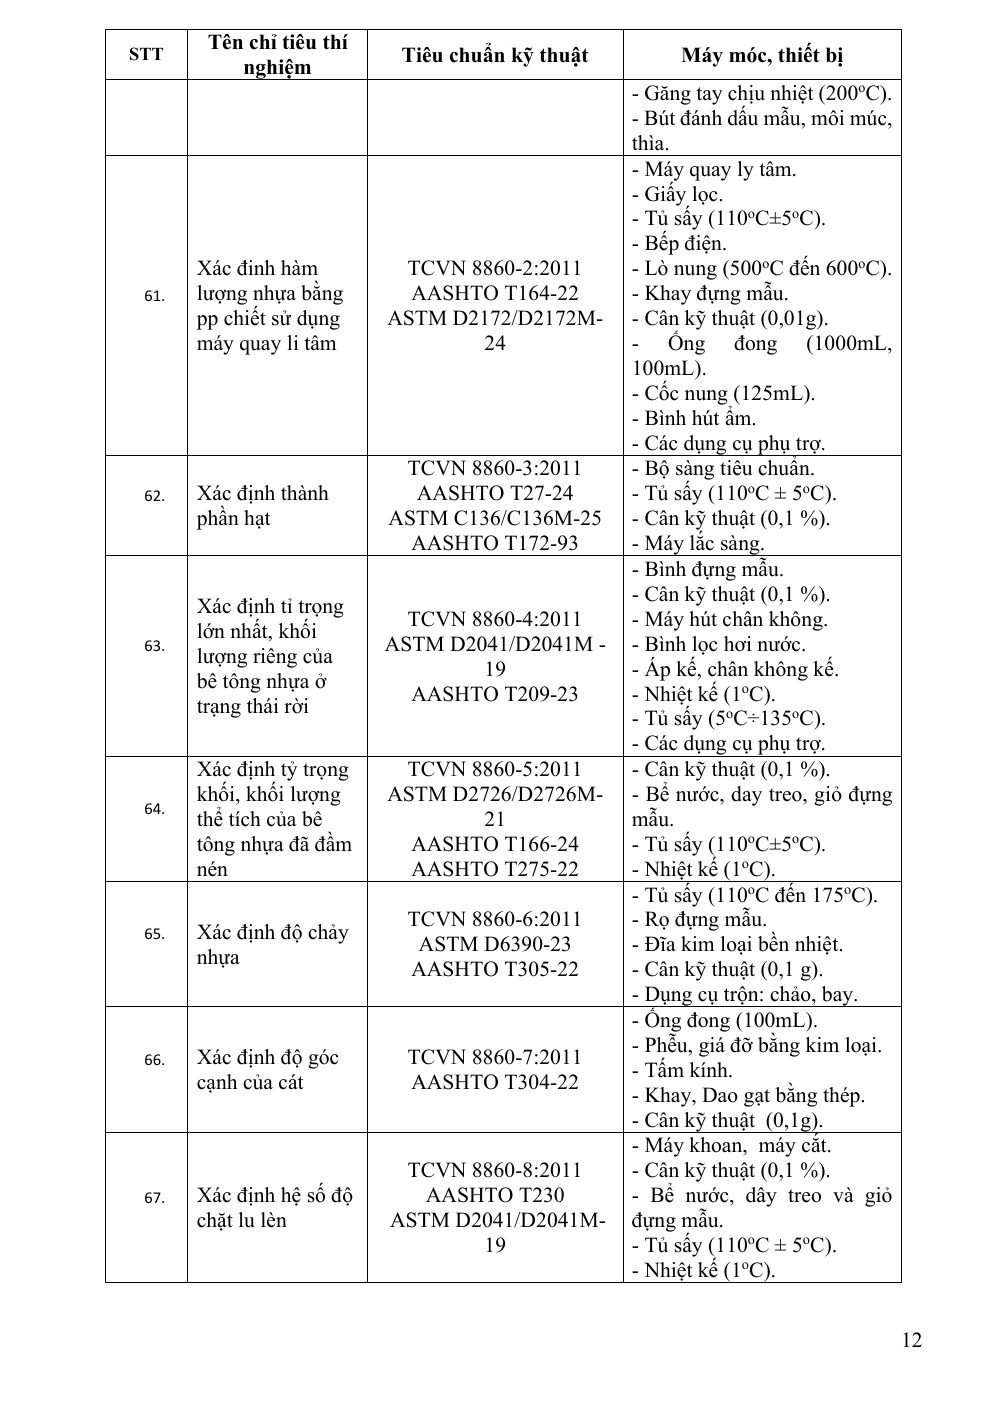 STT
Tên chỉ tiêu thí
nghiệm
Tiêu chuẩn kỹ thuật
Máy móc, thiết bị
- Găng tay chịu nhiệt (200ºC).
- Bút đánh dấu mẫu, môi múc,
thìa.
61.
Xác đinh hàm
lượng nhựa bằng
pp chiết sử dụng
máy quay li tâm
TCVN 8860-2:2011
AASHTO T164-22
ASTM D2172/D2172M-
24
- Máy quay ly tâm.
- Giấy lọc.
- Tủ sấy (110ºC±5ºC).
- Bếp điện.
- Lò nung (500ºC đến 600ºC).
- Khay đựng mẫu.
- Cân kỹ thuật (0,01g).
- Ống đong (1000mL,
100mL).
- Cốc nung (125mL).
- Bình hút ẩm.
- Các dụng cụ phụ trợ.
62.
Xác định thành
phần hạt
TCVN 8860-3:2011
AASHTO T27-24
ASTM C136/C136M-25
AASHTO T172-93
- Bộ sàng tiêu chuẩn.
- Tủ sấy (110ºC ± 5ºC).
- Cân kỹ thuật (0,1 %).
- Máy lắc sàng.
63.
Xác định tỉ trọng
lớn nhất, khối
lượng riêng của
bê tông nhựa ở
trạng thái rời
TCVN 8860-4:2011
ASTM D2041/D2041M -
19
AASHTO T209-23
- Bình đựng mẫu.
- Cân kỹ thuật (0,1 %).
- Máy hút chân không.
- Bình lọc hơi nước.
- Áp kế, chân không kế.
- Nhiệt kế (1ºC).
- Tủ sấy (5ºC÷135ºC).
- Các dụng cụ phụ trợ.
64.
Xác định tỷ trọng
khối, khối lượng
thể tích của bê
tông nhựa đã đầm
nén
TCVN 8860-5:2011
ASTM D2726/D2726M-
21
AASHTO T166-24
AASHTO T275-22
- Cân kỹ thuật (0,1 %).
- Bể nước, day treo, giỏ đựng
mẫu.
- Tủ sấy (110ºC±5ºC).
- Nhiệt kế (1ºC).
65.
Xác định độ chảy
nhựa
TCVN 8860-6:2011
ASTM D6390-23
AASHTO T305-22
- Tủ sấy (110ºC đến 175ºC).
- Rọ đựng mẫu.
- Đĩa kim loại bền nhiệt.
- Cân kỹ thuật (0,1 g).
- Dụng cụ trộn: chảo, bay.
66.
Xác định độ góc
cạnh của cát
TCVN 8860-7:2011
AASHTO T304-22
- Ống đong (100mL).
- Phễu, giá đỡ bằng kim loại.
- Tấm kính.
- Khay, Dao gạt bằng thép.
- Cân kỹ thuật  (0,1g).
67.
Xác định hệ số độ
chặt lu lèn
TCVN 8860-8:2011
AASHTO T230
ASTM D2041/D2041M-
19
- Máy khoan,  máy cắt.
- Cân kỹ thuật (0,1 %).
- Bể nước, dây treo và giỏ
đựng mẫu.
- Tủ sấy (110ºC ± 5ºC).
- Nhiệt kế (1ºC).
12